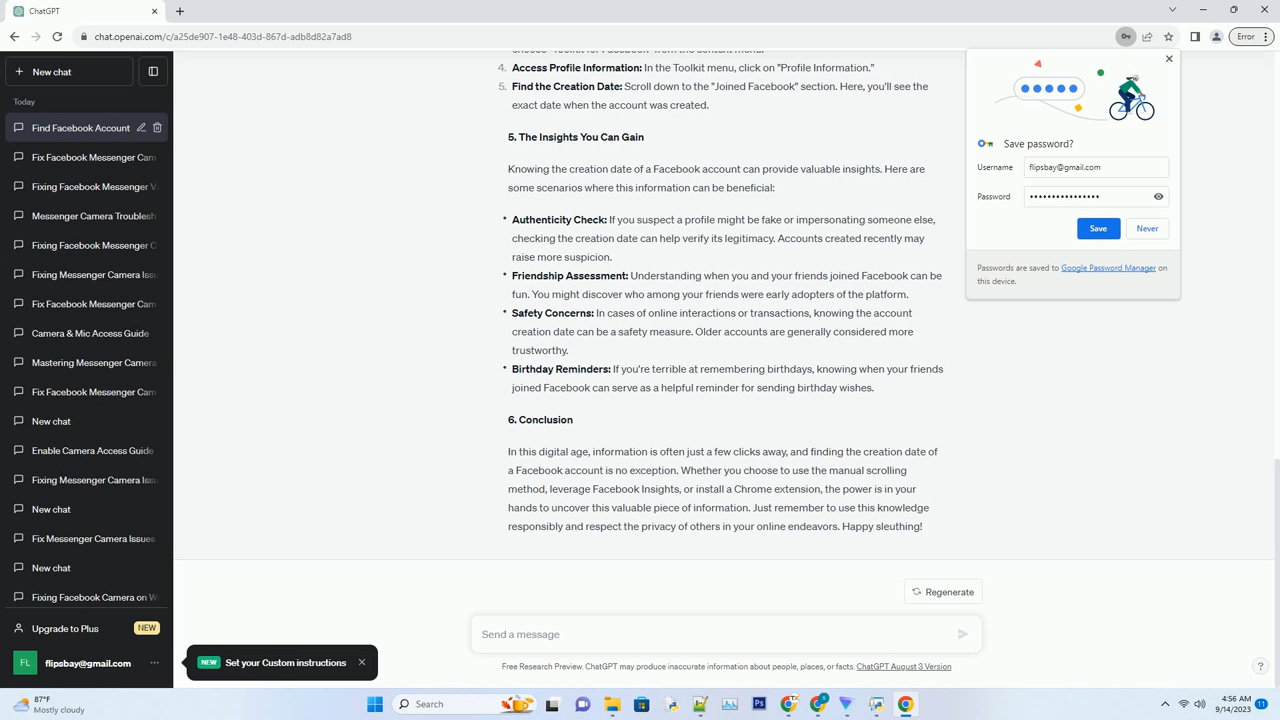 ChatGPT
chat.openai.com/c/a25de907-1e48-403d-867d-adb8d82a7ad8
Error
New chat
Today
Find Facebook Account
Fix Facebook Messenger Cam
Fixing Facebook Messenger V
Messenger Camera Troublesh
Fixing Facebook Messenger C
Fixing Messenger Camera Issu
Fix Facebook Messenger Cam
Camera & Mic Access Guide
Mastering Messenger Camera
Fix Facebook Messenger Cam
New chat
Enable Camera Access Guide
Fixing Messenger Camera Issu
New chat
Fix Messenger Camera Issues
New chat
Fixing Facebook Camera on W
Upgrade to Plus NEW
FL flipsbay@gmail.com
NEW Set your Custom instructions
choose "Toolkit for Facebook" from the context menu.
4. Access Profile Information: In the Toolkit menu, click on "Profile Information."
5. Find the Creation Date: Scroll down to the "Joined Facebook" section. Here, you'll see the
exact date when the account was created.
5. The Insights You Can Gain
Knowing the creation date of a Facebook account can provide valuable insights. Here are
some scenarios where this information can be beneficial:
• Authenticity Check: If you suspect a profile might be fake or impersonating someone else,
checking the creation date can help verify its legitimacy. Accounts created recently may
raise more suspicion.
• Friendship Assessment: Understanding when you and your friends joined Facebook can be
fun. You might discover who among your friends were early adopters of the platform.
• Safety Concerns: In cases of online interactions or transactions, knowing the account
creation date can be a safety measure. Older accounts are generally considered more
trustworthy.
• Birthday Reminders: If you're terrible at remembering birthdays, knowing when your friends
joined Facebook can serve as a helpful reminder for sending birthday wishes.
6. Conclusion
In this digital age, information is often just a few clicks away, and finding the creation date of
a Facebook account is no exception. Whether you choose to use the manual scrolling
method, leverage Facebook Insights, or install a Chrome extension, the power is in your
hands to uncover this valuable piece of information. Just remember to use this knowledge
responsibly and respect the privacy of others in your online endeavors. Happy sleuthing!
Regenerate
Send a message
Free Research Preview. ChatGPT may produce inaccurate information about people, places, or facts. ChatGPT August 3 Version
?
Save password?
Username flipsbay@gmail.com
Password ••••••••••••••••
Save Never
Passwords are saved to Google Password Manager on
this device.
87°F
Mostly cloudy
Search
4:56 AM
9/14/2023
11